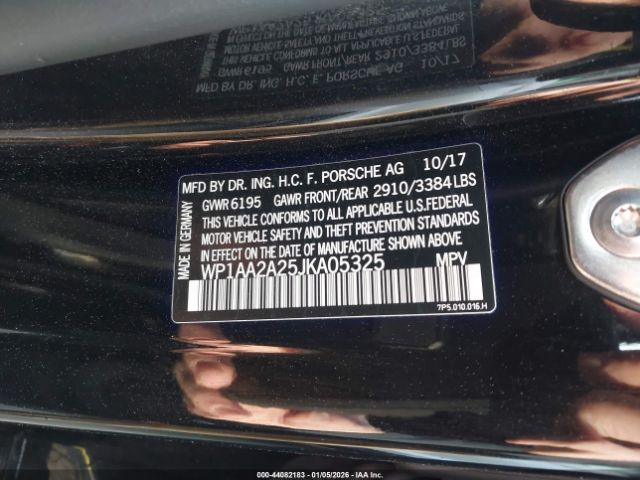 MFD BY DR. ING. H.C. F. PORSCHE AG 10/17
GVWR 6195 GAWR FRONT/REAR 2910/3384 LBS
THIS VEHICLE CONFORMS TO ALL APPLICABLE U.S.FEDERAL
MOTOR VEHICLE SAFETY AND THEFT PREVENTION STANDARDS
IN EFFECT ON THE DATE OF MANUFACTURE SHOWN ABOVE.
WP1AA2A25JKA05325 MPV
MADE IN GERMANY
7P5.010.016.H
000-44082183 - 01/05/2026 - IAA, Inc.